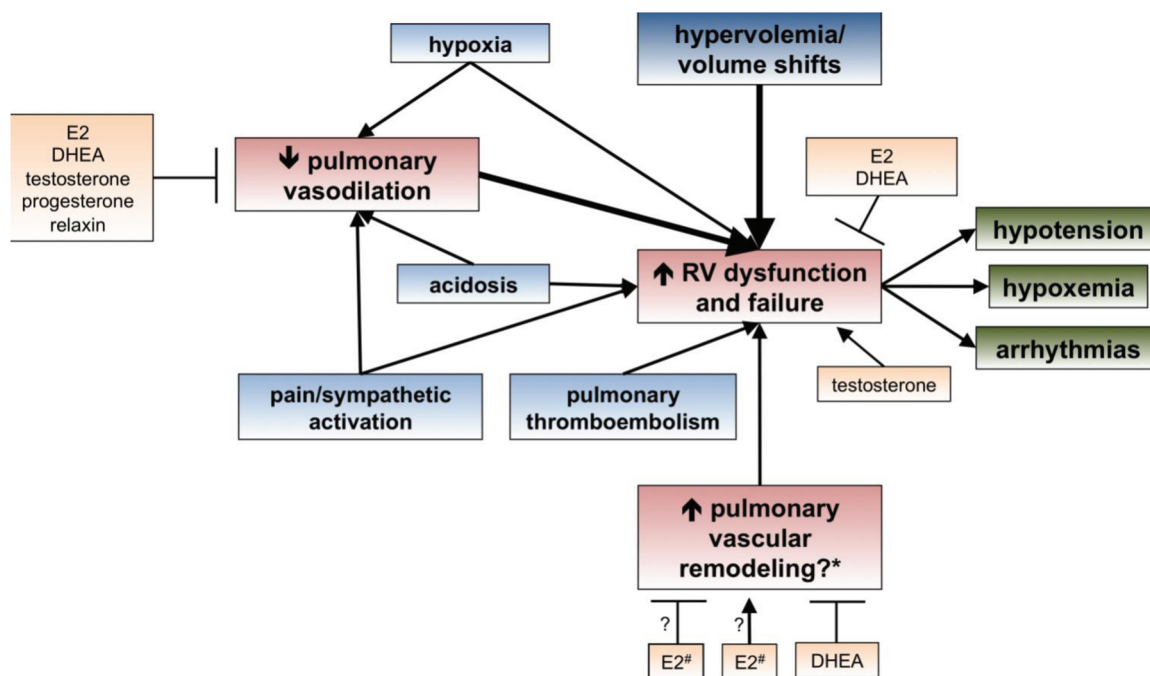 hypoxia
hypervolemia/
volume shifts
E2
DHEA
testosterone
progesterone
relaxin
↓ pulmonary
vasodilation
E2
DHEA
acidosis
↑ RV dysfunction
and failure
hypotension
hypoxemia
arrhythmias
pain/sympathetic
activation
pulmonary
thromboembolism
testosterone
↑ pulmonary
vascular
remodeling?*
?
?
E2#
E2#
DHEA